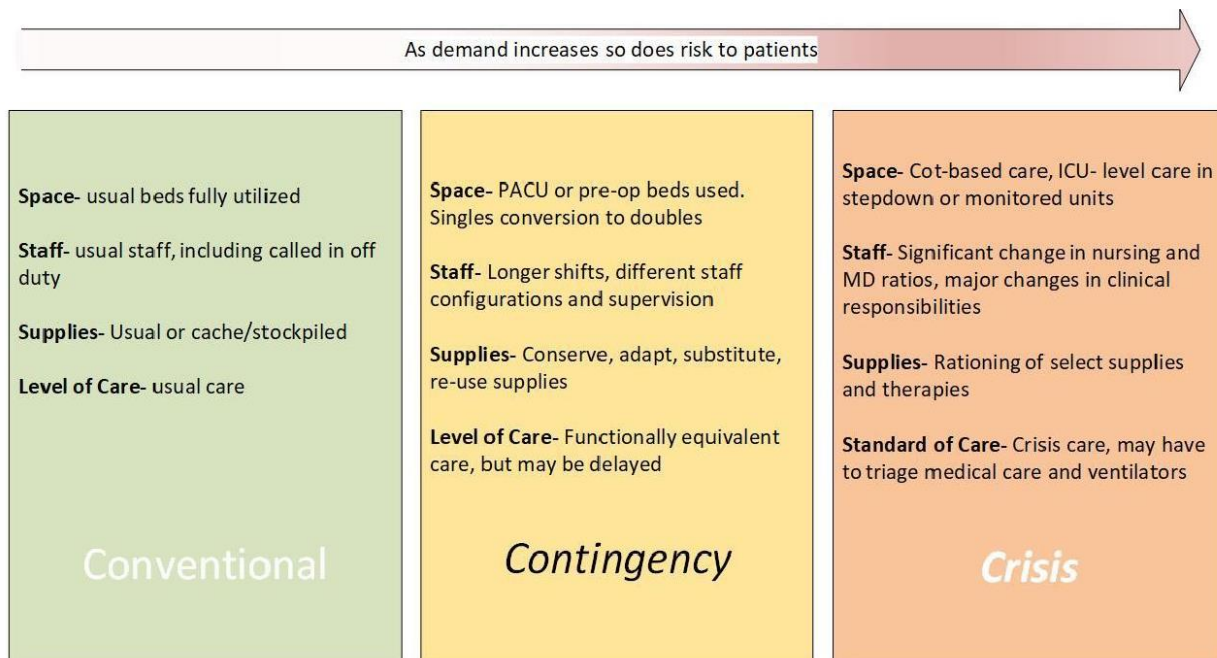 As demand increases so does risk to patients
Space- usual beds fully utilized
Staff- usual staff, including called in off
duty
Supplies- Usual or cache/stockpiled
Level of Care- usual care
Conventional
Space- PACU or pre-op beds used.
Singles conversion to doubles
Staff- Longer shifts, different staff
configurations and supervision
Supplies- Conserve, adapt, substitute,
re-use supplies
Level of Care- Functionally equivalent
care, but may be delayed
Contingency
Space- Cot-based care, ICU- level care in
stepdown or monitored units
Staff- Significant change in nursing and
MD ratios, major changes in clinical
responsibilities
Supplies- Rationing of select supplies
and therapies
Standard of Care- Crisis care, may have
to triage medical care and ventilators
Crisis